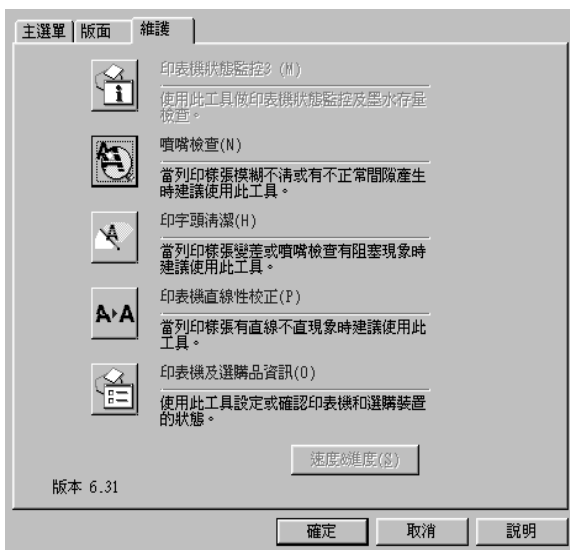 主選單 版面 維護
印表機狀態監控3 (M)
使用此工具做印表機狀態監控及墨水存量
檢查。
噴嘴檢查(N)
當列印樣張模糊不清或有不正常間隙產生
時建議使用此工具。
印字頭清潔(H)
當列印樣張變差或噴嘴檢查有阻塞現象時
建議使用此工具。
印表機直線性校正(P)
當列印樣張有直線不直現象時建議使用此
工具。
印表機及選購品資訊(O)
使用此工具設定或確認印表機和選購裝置
的狀態。
速度&進度(S)
版本 6.31
確定 取消 說明